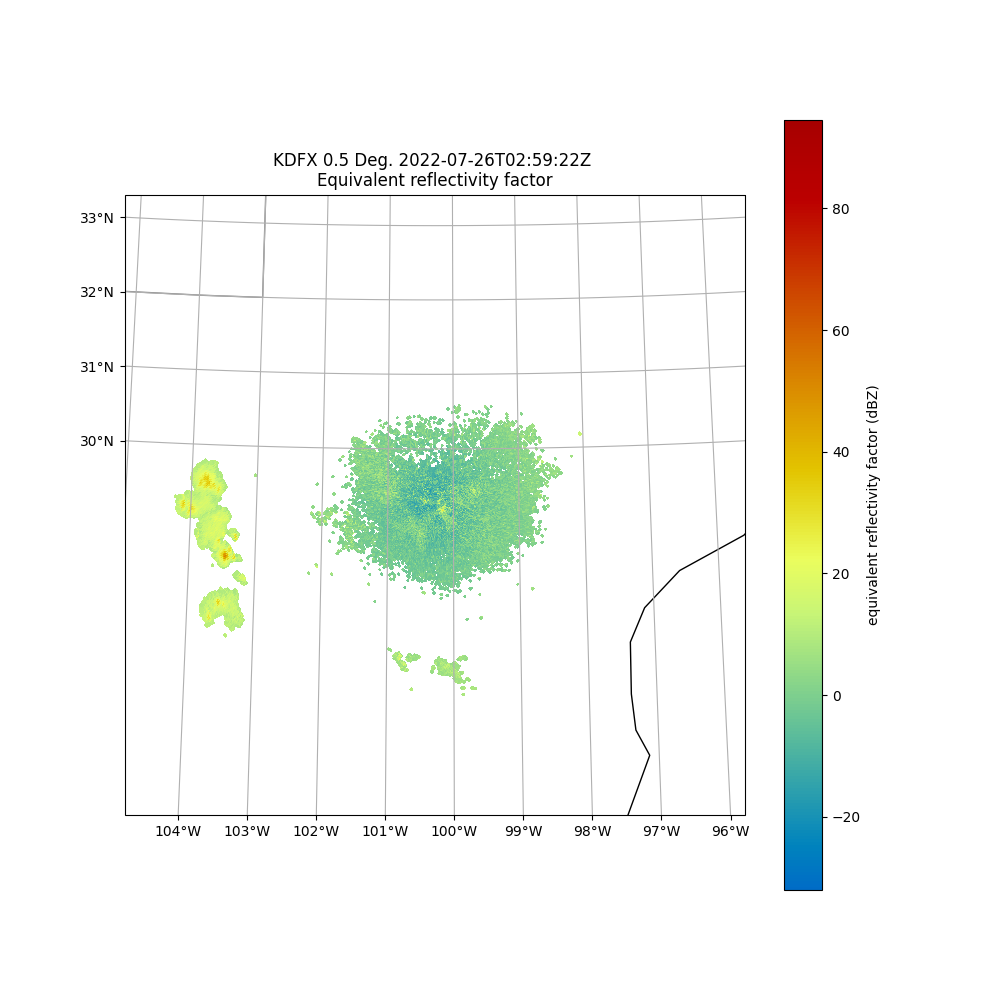 KDFX 0.5 Deg. 2022-07-26T02:59:22Z
Equivalent reflectivity factor
33°N
32°N
31°N
30°N
104°W 103°W 102°W 101°W 100°W 99°W 98°W 97°W 96°W
80
60
40
20
0
−20
equivalent reflectivity factor (dBZ)